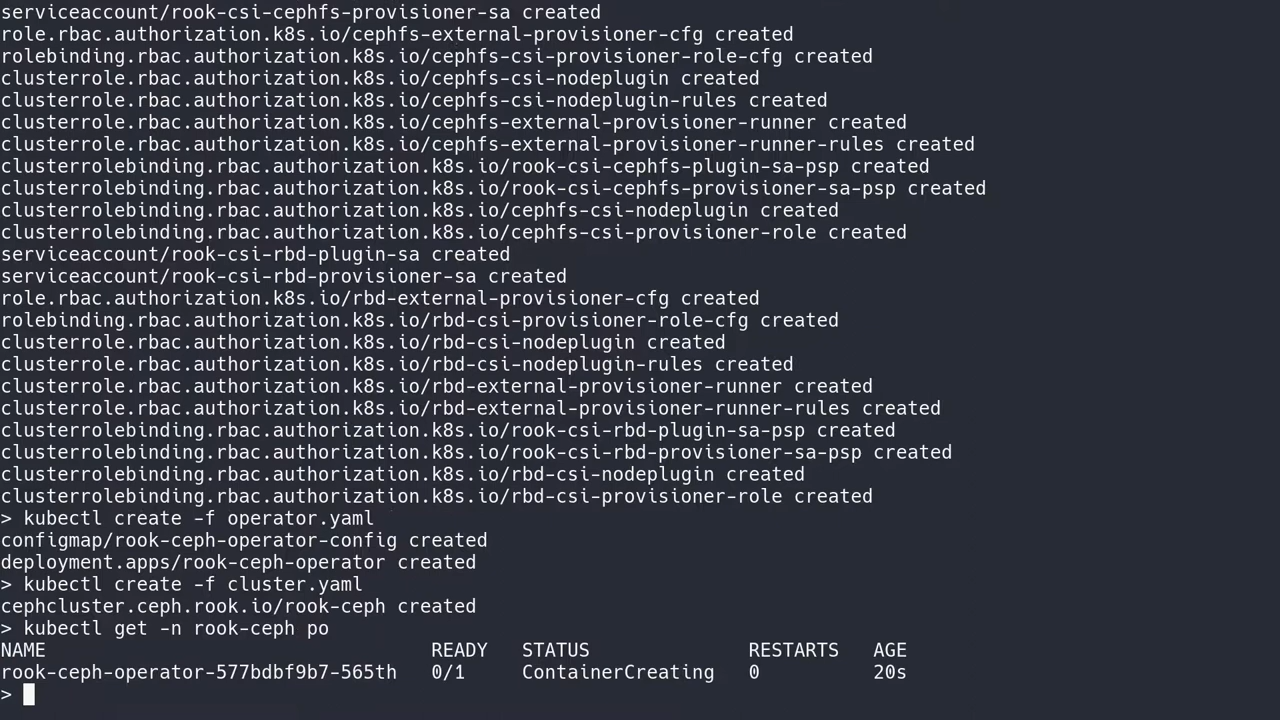 serviceaccount/rook-csi-cephfs-provisioner-sa created
role.rbac.authorization.k8s.io/cephfs-external-provisioner-cfg created
rolebinding.rbac.authorization.k8s.io/cephfs-csi-provisioner-role-cfg created
clusterrole.rbac.authorization.k8s.io/cephfs-csi-nodeplugin created
clusterrole.rbac.authorization.k8s.io/cephfs-csi-nodeplugin-rules created
clusterrole.rbac.authorization.k8s.io/cephfs-external-provisioner-runner created
clusterrole.rbac.authorization.k8s.io/cephfs-external-provisioner-runner-rules created
clusterrolebinding.rbac.authorization.k8s.io/rook-csi-cephfs-plugin-sa-psp created
clusterrolebinding.rbac.authorization.k8s.io/rook-csi-cephfs-provisioner-sa-psp created
clusterrolebinding.rbac.authorization.k8s.io/cephfs-csi-nodeplugin created
clusterrolebinding.rbac.authorization.k8s.io/cephfs-csi-provisioner-role created
serviceaccount/rook-csi-rbd-plugin-sa created
serviceaccount/rook-csi-rbd-provisioner-sa created
role.rbac.authorization.k8s.io/rbd-external-provisioner-cfg created
rolebinding.rbac.authorization.k8s.io/rbd-csi-provisioner-role-cfg created
clusterrole.rbac.authorization.k8s.io/rbd-csi-nodeplugin created
clusterrole.rbac.authorization.k8s.io/rbd-csi-nodeplugin-rules created
clusterrole.rbac.authorization.k8s.io/rbd-external-provisioner-runner created
clusterrole.rbac.authorization.k8s.io/rbd-external-provisioner-runner-rules created
clusterrolebinding.rbac.authorization.k8s.io/rook-csi-rbd-plugin-sa-psp created
clusterrolebinding.rbac.authorization.k8s.io/rook-csi-rbd-provisioner-sa-psp created
clusterrolebinding.rbac.authorization.k8s.io/rbd-csi-nodeplugin created
clusterrolebinding.rbac.authorization.k8s.io/rbd-csi-provisioner-role created
> kubectl create -f operator.yaml
configmap/rook-ceph-operator-config created
deployment.apps/rook-ceph-operator created
> kubectl create -f cluster.yaml
cephcluster.ceph.rook.io/rook-ceph created
> kubectl get -n rook-ceph po
NAME READY STATUS RESTARTS AGE
rook-ceph-operator-577bdbf9b7-565th 0/1 ContainerCreating 0 20s
>